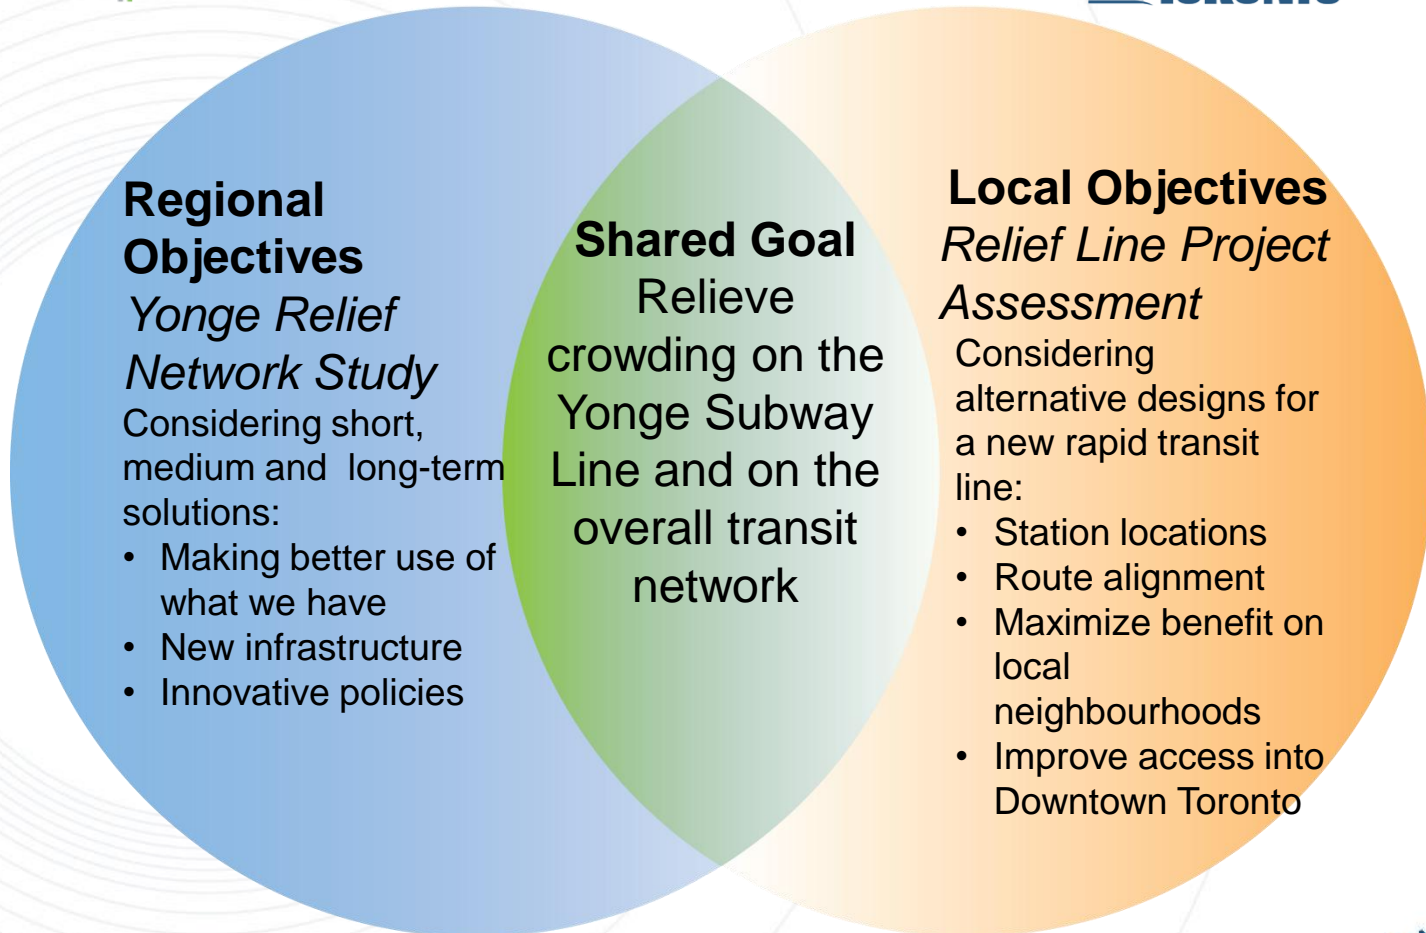 Regional
Objectives
Yonge Relief
Network Study
Considering short,
medium and long-term
solutions:
• Making better use of
what we have
• New infrastructure
• Innovative policies
Shared Goal
Relieve
crowding on the
Yonge Subway
Line and on the
overall transit
network
Local Objectives
Relief Line Project
Assessment
Considering
alternative designs for
a new rapid transit
line:
• Station locations
• Route alignment
• Maximize benefit on
local
neighbourhoods
• Improve access into
Downtown Toronto